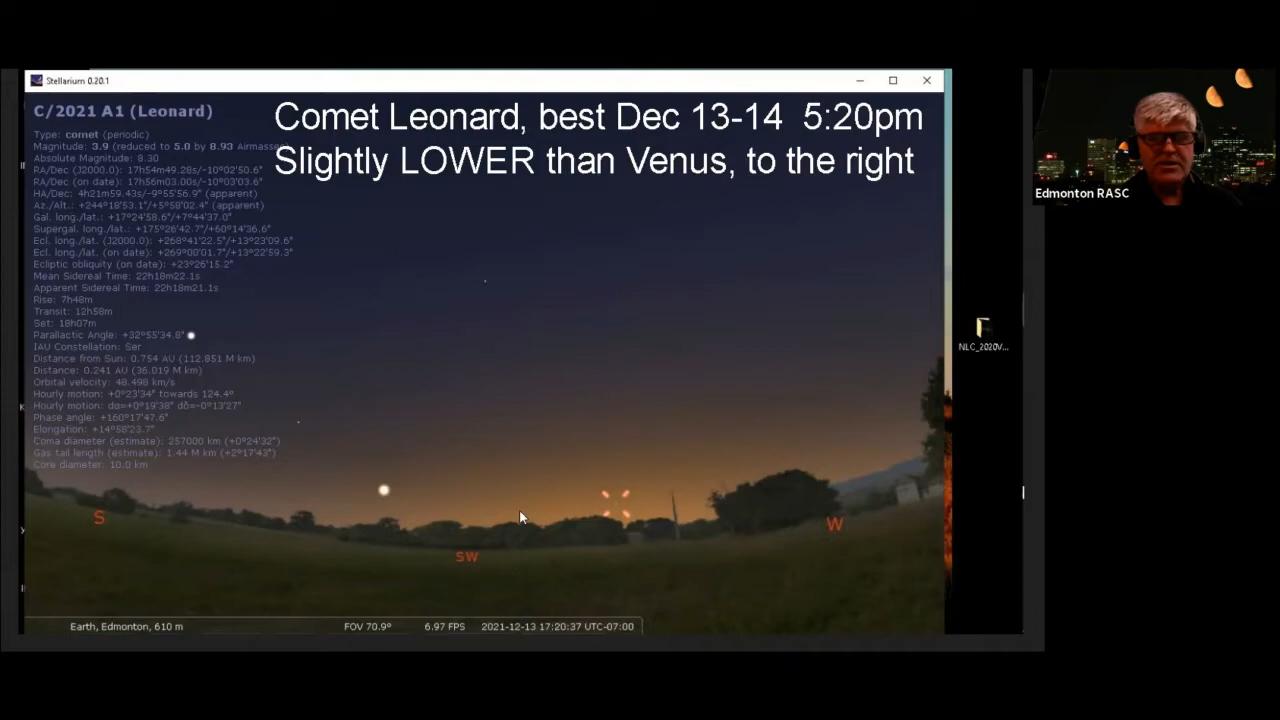 Stellarium 0.20.1
C/2021 A1 (Leonard)
Comet Leonard, best Dec 13-14 5:20pm
Slightly LOWER than Venus, to the right
Type: comet (periodic)
Magnitude: 3.9 (reduced to 5.0 by 8.93 Airmasses
Absolute Magnitude: 8.30
RA/Dec (J2000.0): 17h54m49.28s/-10°02'50.6"
RA/Dec (on date): 17h56m03.00s/-10°03'03.6"
HA/Dec: 4h21m59.43s/-9°55'56.9" (apparent)
Az./Alt.: +244°18'53.1"/+5°58'02.4" (apparent)
Gal. long./lat.: +17°24'58.6"/+7°44'37.0"
Supergal. long./lat.: +175°26'42.7"/+60°14'36.6"
Ecl. long./lat. (J2000.0): +268°41'22.5"/+13°23'09.6"
Ecl. long./lat. (on date): +269°00'01.7"/+13°22'59.3"
Ecliptic obliquity (on date): +23°26'15.2"
Mean Sidereal Time: 22h18m22.1s
Apparent Sidereal Time: 22h18m21.1s
Rise: 7h48m
Transit: 12h58m
Set: 18h07m
Parallactic Angle: +32°55'34.8"
IAU Constellation: Ser
Distance from Sun: 0.754 AU (112.851 M km)
Distance: 0.241 AU (36.019 M km)
Orbital velocity: 48.498 km/s
Hourly motion: +0°23'34" towards 124.4°
Hourly motion: dα=+0°19'38" dδ=-0°13'27"
Phase angle: +160°17'47.6"
Elongation: +14°58'23.7"
Coma diameter (estimate): 257000 km (+0°24'32")
Gas tail length (estimate): 1.44 M km (+2°17'43")
Core diameter: 10.0 km
S
SW
W
Earth, Edmonton, 610 m
FOV 70.9°
6.97 FPS
2021-12-13 17:20:37 UTC-07:00
NLC_2020V...
Edmonton RASC